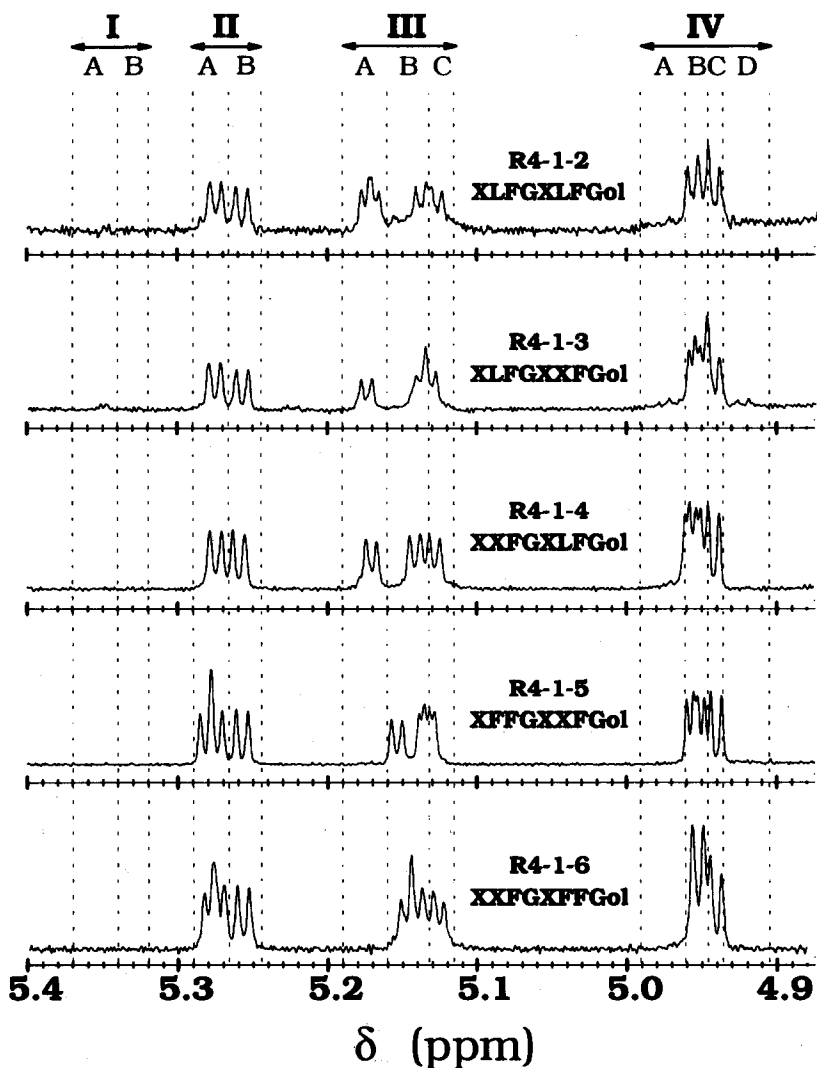 I II III IV
A B A B A B C A B C D
R4-1-2
XLFGXLFGol
R4-1-3
XLFGXXFGol
R4-1-4
XXFGXLFGol
R4-1-5
XFFGXXFGol
R4-1-6
XXFGXFFGol
5.4 5.3 5.2 5.1 5.0 4.9
δ (ppm)